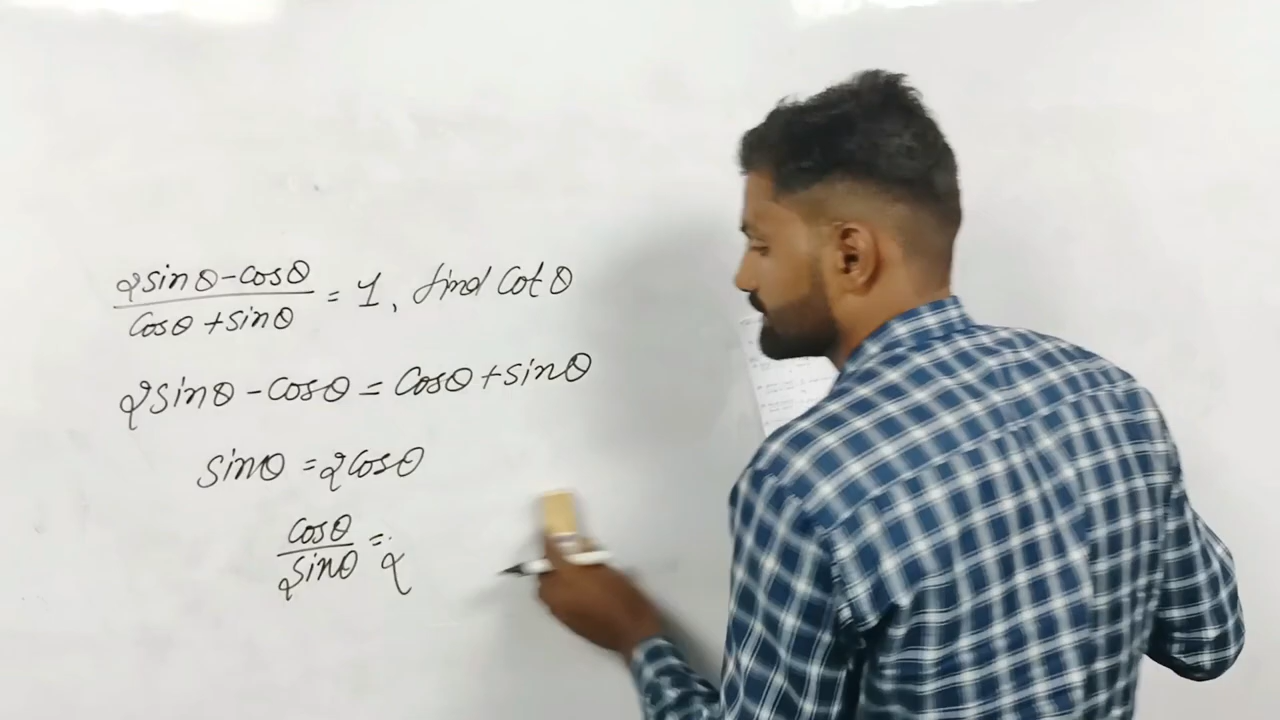 2sinθ-cosθ / cosθ+sinθ = 1, find cotθ
2sinθ-cosθ = cosθ+sinθ
sinθ = 2cosθ
cosθ / sinθ = 2